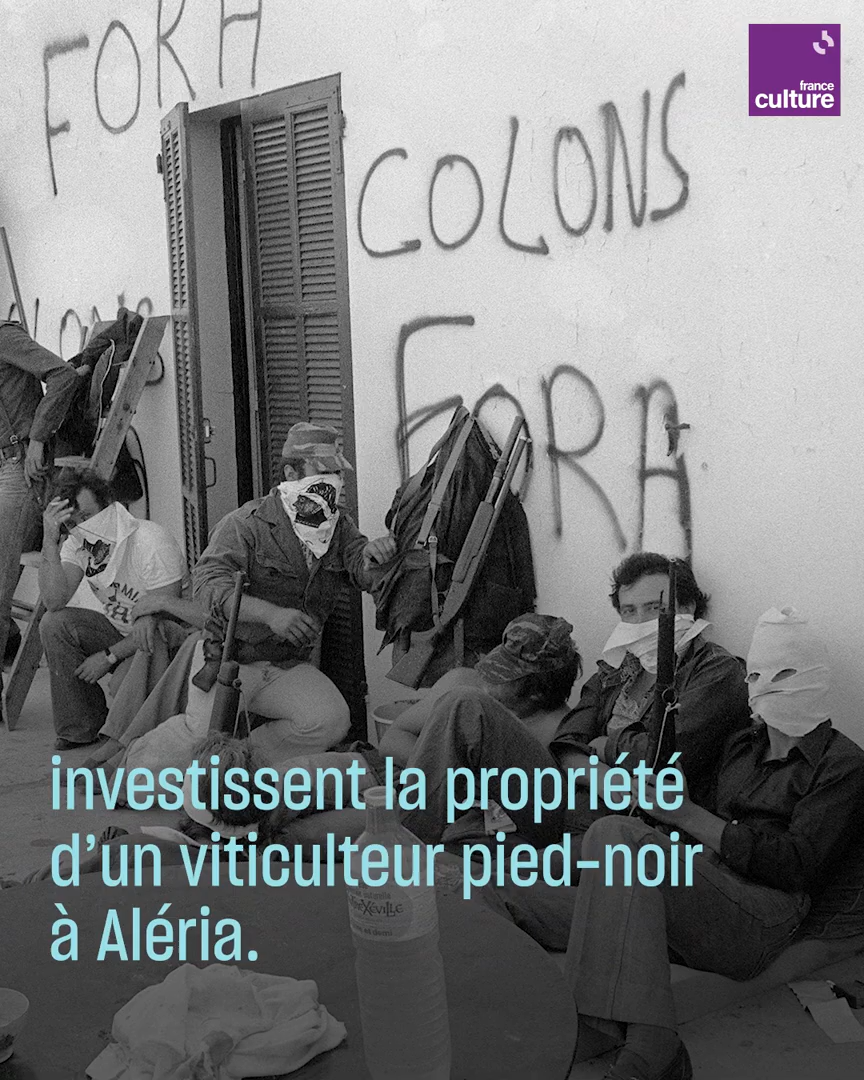 FORA
france
culture
COLONS
FORA
investissent la propriété
d'un viticulteur pied-noir
à Aléria.